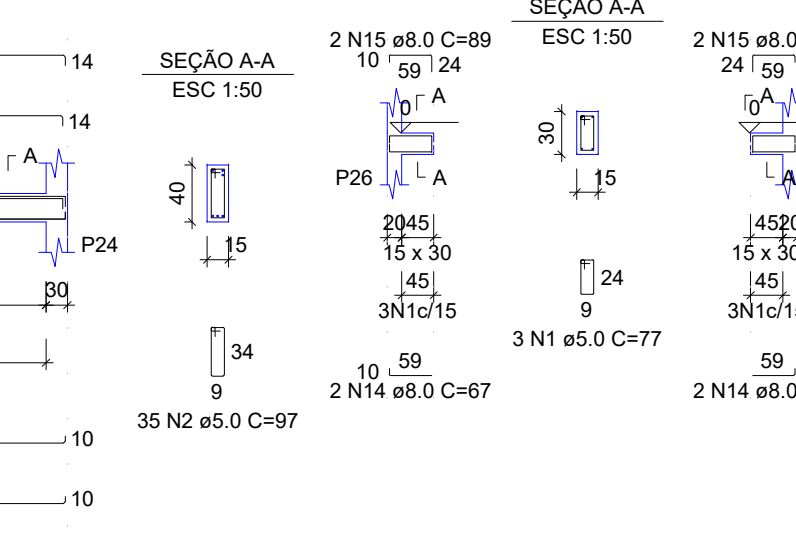 14
14
A
P24
30
10
10
SEÇÃO A-A
ESC 1:50
40
15
34
9
35 N2 ø5.0 C=97
2 N15 ø8.0 C=89
10 59 24
A
0
P26
A
20 45
15 x 30
45
3N1c/15
10 59
2 N14 ø8.0 C=67
SEÇÃO A-A
ESC 1:50
30
15
24
9
3 N1 ø5.0 C=77
2 N15 ø8.0
24 59
A
0
A
45 20
15 x 30
45
3N1c/15
59
2 N14 ø8.0